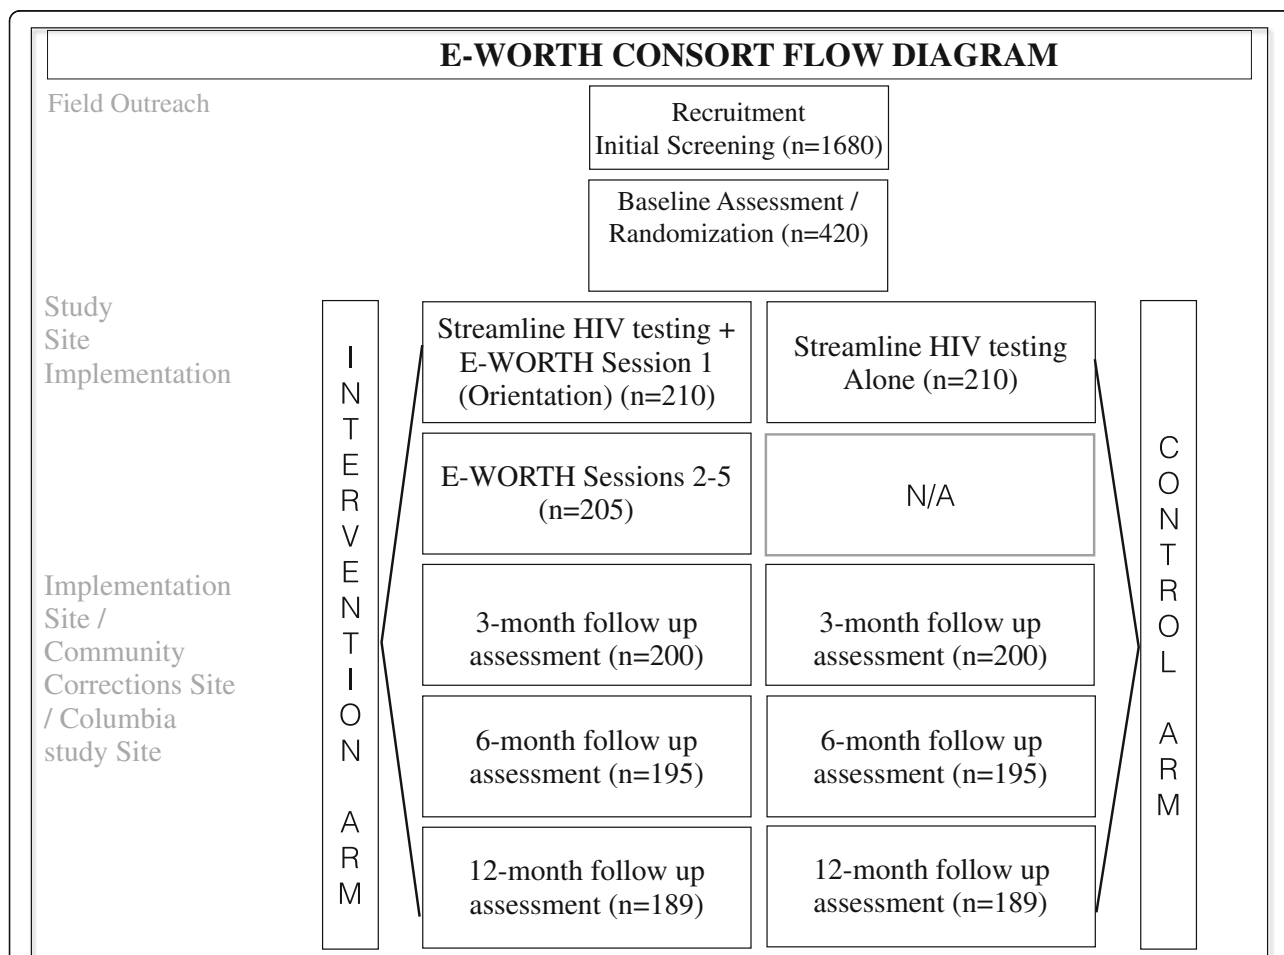 E-WORTH CONSORT FLOW DIAGRAM
Field Outreach
Recruitment
Initial Screening (n=1680)
Baseline Assessment /
Randomization (n=420)
Study
Site
Implementation
INTERVENTION ARM
Streamline HIV testing +
E-WORTH Session 1
(Orientation) (n=210)
Streamline HIV testing
Alone (n=210)
CONTROL ARM
E-WORTH Sessions 2-5
(n=205)
N/A
Implementation
Site /
Community
Corrections Site
/ Columbia
study Site
3-month follow up
assessment (n=200)
3-month follow up
assessment (n=200)
6-month follow up
assessment (n=195)
6-month follow up
assessment (n=195)
12-month follow up
assessment (n=189)
12-month follow up
assessment (n=189)